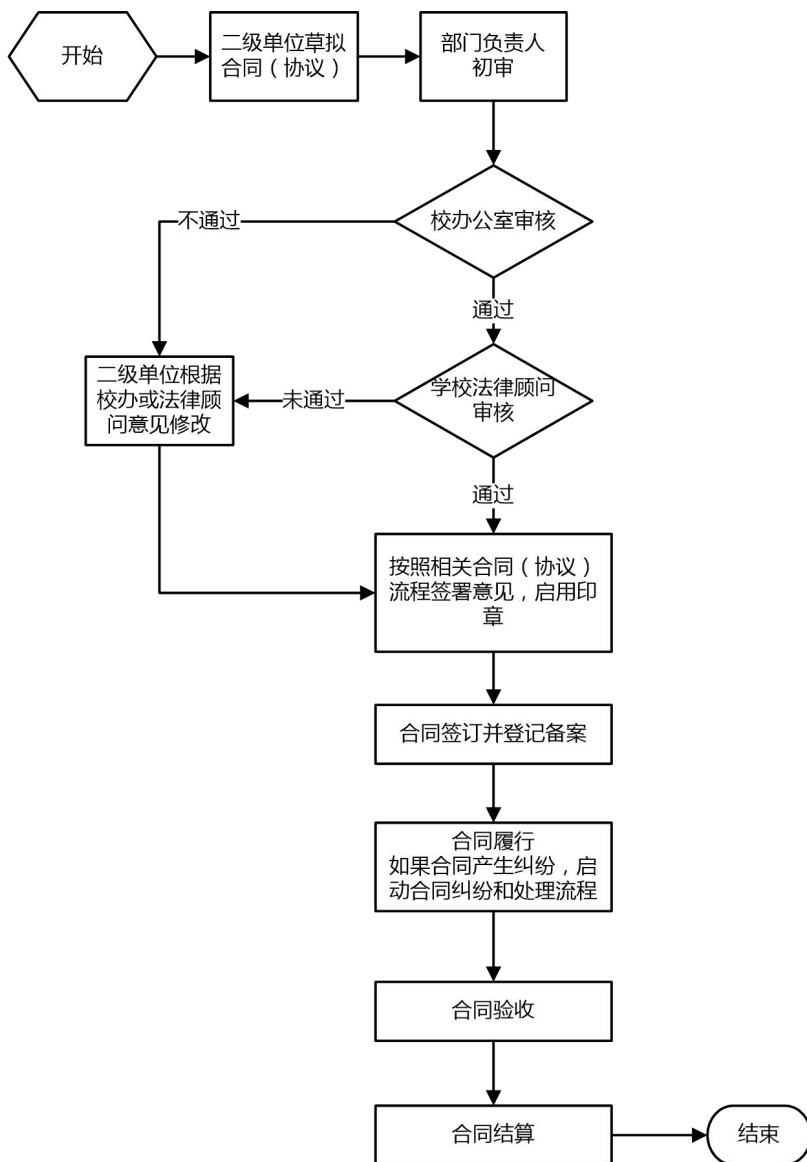 开始
二级单位草拟
合同（协议）
部门负责人
初审
校办公室审核
不通过
通过
二级单位根据
校办或法律顾
问意见修改
未通过
学校法律顾问
审核
通过
按照相关合同（协议）
流程签署意见，启用印
章
合同签订并登记备案
合同履行
如果合同产生纠纷，启
动合同纠纷和处理流程
合同验收
合同结算
结束